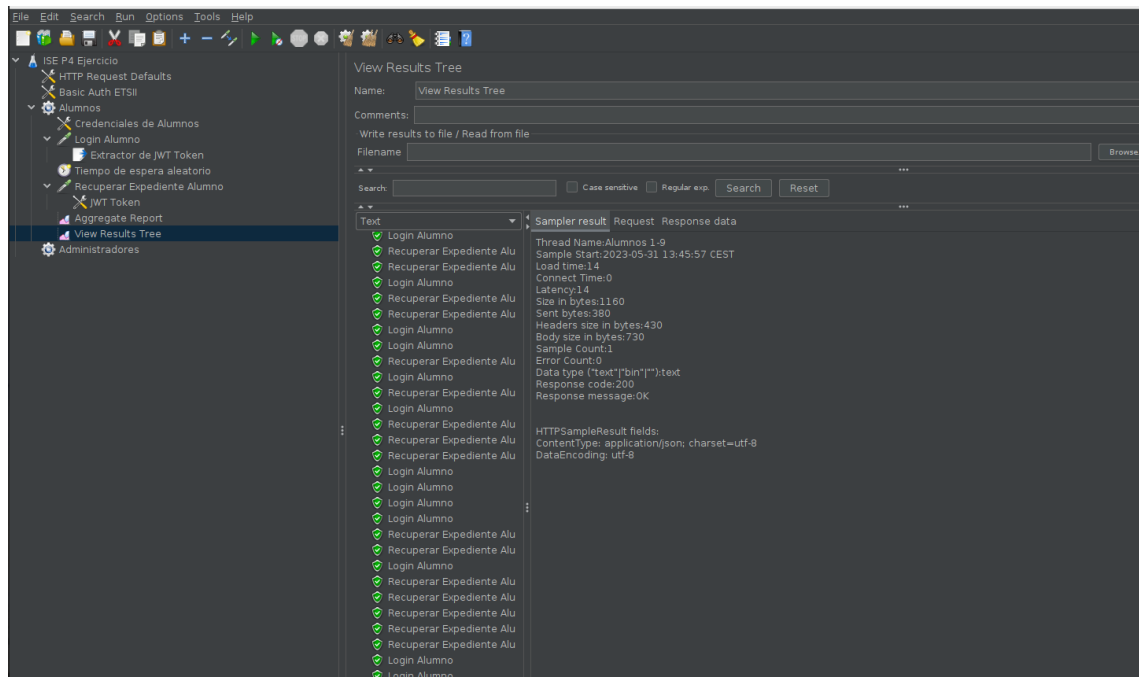 File Edit Search Run Options Tools Help
ISE P4 Ejercicio
HTTP Request Defaults
Basic Auth ETSII
Alumnos
Credenciales de Alumnos
Login Alumno
Extractor de JWT Token
Tiempo de espera aleatorio
Recuperar Expediente Alumno
JWT Token
Aggregate Report
View Results Tree
Administradores
View Results Tree
Name: View Results Tree
Comments:
Write results to file / Read from file
Filename Browse
Search: Case sensitive Regular exp. Search Reset
Text
Login Alumno
Recuperar Expediente Alu
Recuperar Expediente Alu
Login Alumno
Recuperar Expediente Alu
Recuperar Expediente Alu
Login Alumno
Login Alumno
Recuperar Expediente Alu
Login Alumno
Recuperar Expediente Alu
Login Alumno
Recuperar Expediente Alu
Recuperar Expediente Alu
Recuperar Expediente Alu
Login Alumno
Login Alumno
Login Alumno
Login Alumno
Recuperar Expediente Alu
Recuperar Expediente Alu
Login Alumno
Recuperar Expediente Alu
Recuperar Expediente Alu
Recuperar Expediente Alu
Recuperar Expediente Alu
Recuperar Expediente Alu
Login Alumno
Login Alumno
Sampler result Request Response data
Thread Name:Alumnos 1-9
Sample Start:2023-05-31 13:45:57 CEST
Load time:14
Connect Time:0
Latency:14
Size in bytes:1160
Sent bytes:380
Headers size in bytes:430
Body size in bytes:730
Sample Count:1
Error Count:0
Data type ("text"|"bin"|""):text
Response code:200
Response message:OK
HTTPSampleResult fields:
ContentType: application/json; charset=utf-8
DataEncoding: utf-8